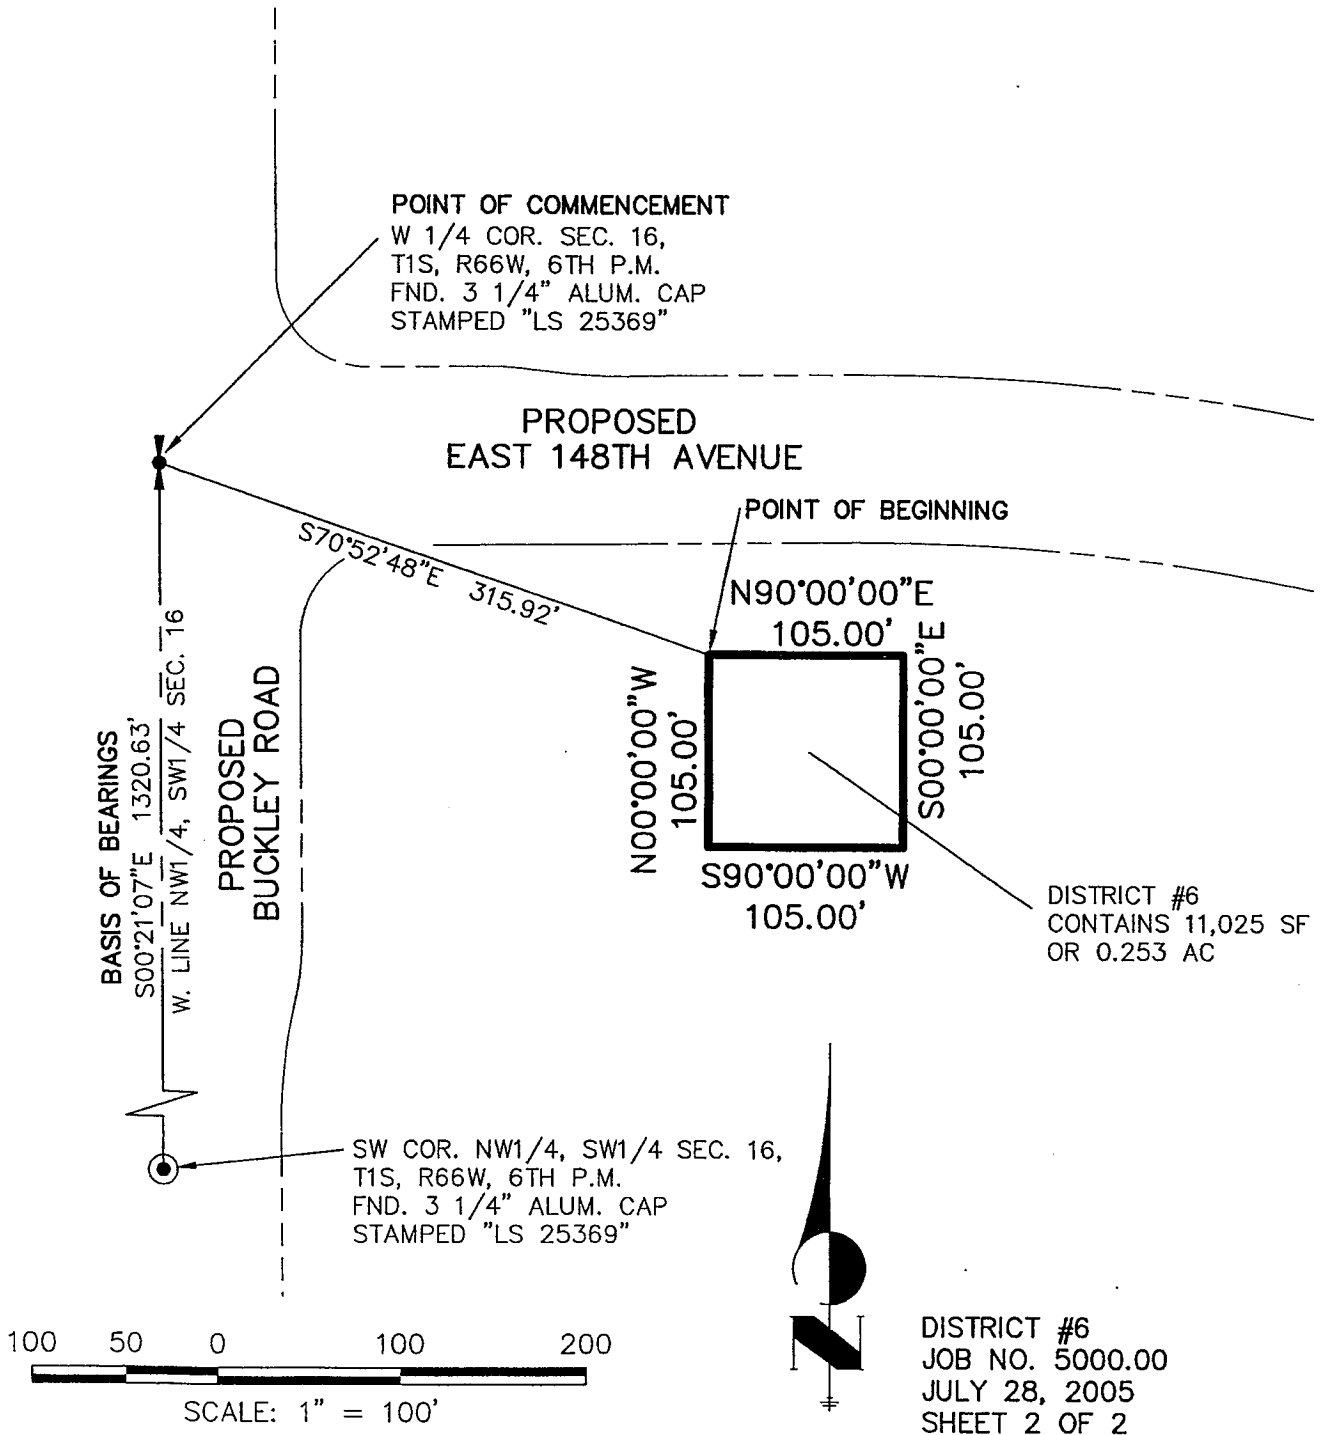 POINT OF COMMENCEMENT
W 1/4 COR. SEC. 16,
T1S, R66W, 6TH P.M.
FND. 3 1/4" ALUM. CAP
STAMPED "LS 25369"
PROPOSED
EAST 148TH AVENUE
POINT OF BEGINNING
S70°52'48"E 315.92'
N90°00'00"E
105.00'
S00°00'00"E
105.00'
N00°00'00"W
105.00'
S90°00'00"W
105.00'
BASIS OF BEARINGS
S00°21'07"E 1320.63'
W. LINE NW1/4, SW1/4 SEC. 16
PROPOSED
BUCKLEY ROAD
DISTRICT #6
CONTAINS 11,025 SF
OR 0.253 AC
SW COR. NW1/4, SW1/4 SEC. 16,
T1S, R66W, 6TH P.M.
FND. 3 1/4" ALUM. CAP
STAMPED "LS 25369"
100 50 0 100 200
SCALE: 1" = 100'
N
DISTRICT #6
JOB NO. 5000.00
JULY 28, 2005
SHEET 2 OF 2